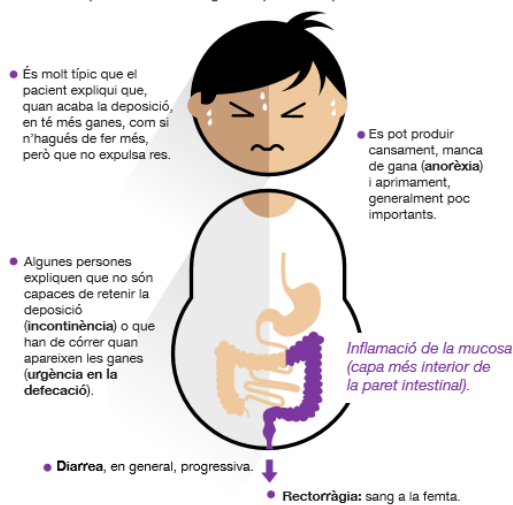 És molt típic que el
pacient expliqui que,
quan acaba la deposició,
en té més ganes, com si
n'hagués de fer més,
però que no expulsa res.
Es pot produir
cansament, manca
de gana (anorèxia)
i aprimament,
generalment poc
importants.
Algunes persones
expliquen que no són
capaces de retenir la
deposició
(incontinència) o que
han de córrer quan
apareixen les ganes
(urgència en la
defecació).
Inflamació de la mucosa
(capa més interior de
la paret intestinal).
Diarrea, en general, progressiva.
Rectorràgia: sang a la femta.